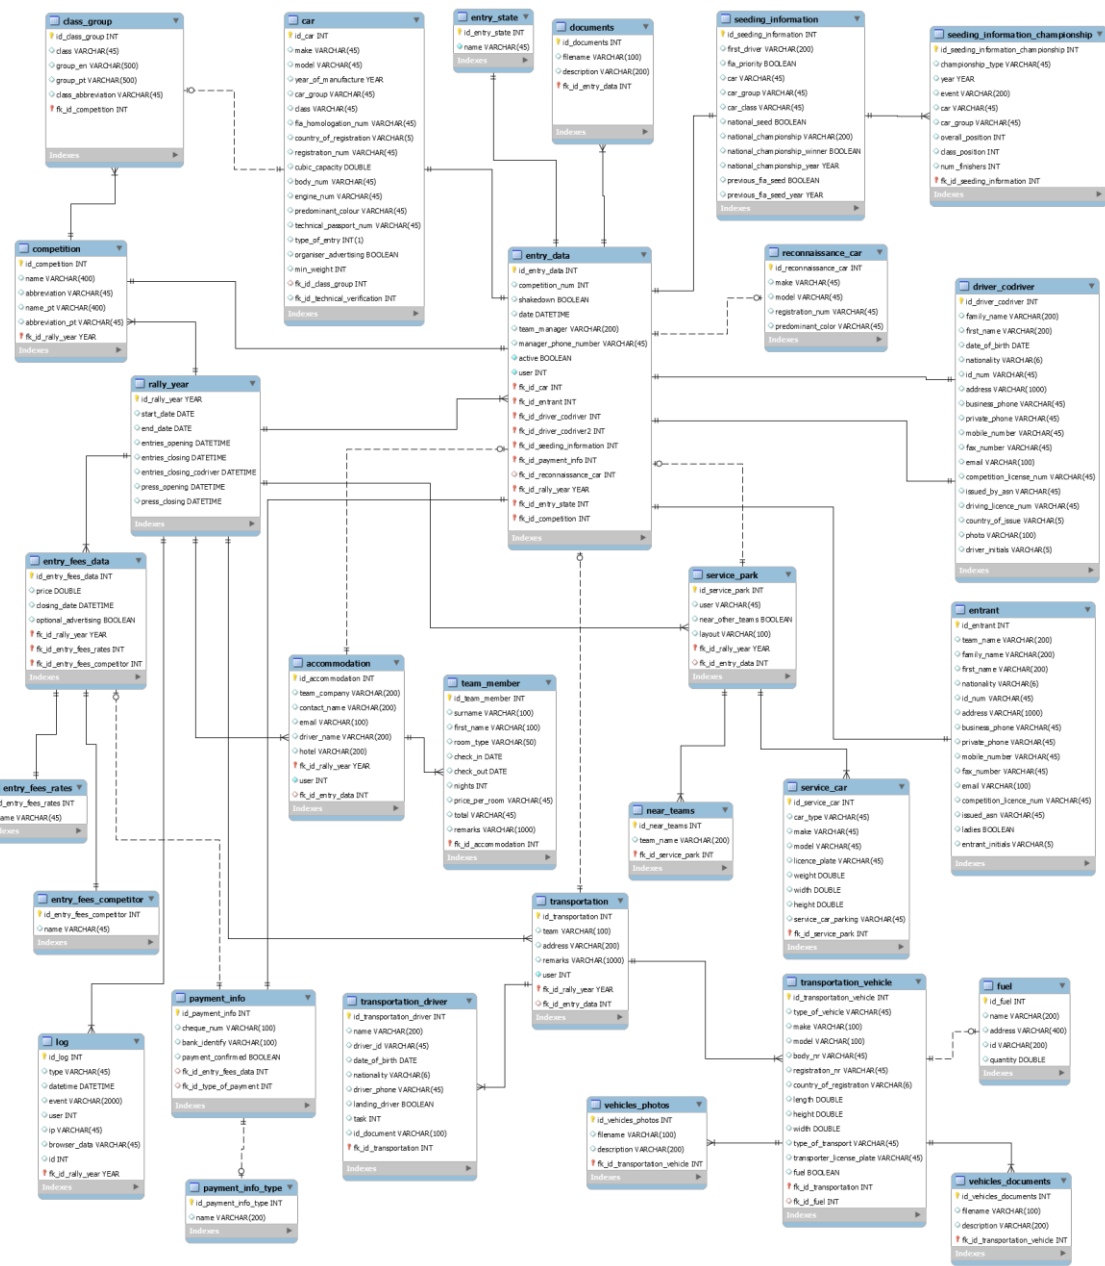 class_group
id_class_group INT
class VARCHAR(45)
group_en VARCHAR(500)
group_pt VARCHAR(500)
class_abbreviation VARCHAR(45)
fk_id_competition INT
Indexes
car
id_car INT
make VARCHAR(45)
model VARCHAR(45)
year_of_manufacture YEAR
car_group VARCHAR(45)
class VARCHAR(45)
fia_homologation_num VARCHAR(45)
country_of_registration VARCHAR(5)
registration_num VARCHAR(45)
cubic_capacity DOUBLE
body_num VARCHAR(45)
engine_num VARCHAR(45)
predominant_colour VARCHAR(45)
technical_passport_num VARCHAR(45)
type_of_entry INT(1)
organiser_advertising BOOLEAN
min_weight INT
fk_id_class_group INT
fk_id_technical_verification INT
Indexes
entry_state
id_entry_state INT
name VARCHAR(45)
Indexes
documents
id_documents INT
filename VARCHAR(100)
description VARCHAR(200)
fk_id_entry_data INT
Indexes
seeding_information
id_seeding_information INT
first_driver VARCHAR(200)
fia_priority BOOLEAN
car VARCHAR(45)
car_group VARCHAR(45)
car_class VARCHAR(45)
national_seed BOOLEAN
national_championship VARCHAR(200)
national_championship_winner BOOLEAN
national_championship_year YEAR
previous_fia_seed BOOLEAN
previous_fia_seed_year YEAR
Indexes
seeding_information_championship
id_seeding_information_championship INT
championship_type VARCHAR(45)
year YEAR
event VARCHAR(200)
car VARCHAR(45)
car_group VARCHAR(45)
overall_position INT
class_position INT
num_finishers INT
fk_id_seeding_information INT
Indexes
competition
id_competition INT
name VARCHAR(400)
abbreviation VARCHAR(45)
name_pt VARCHAR(400)
abbreviation_pt VARCHAR(45)
fk_id_rally_year YEAR
Indexes
entry_data
id_entry_data INT
competition_num INT
shakedown BOOLEAN
date DATETIME
team_manager VARCHAR(200)
manager_phone_number VARCHAR(45)
active BOOLEAN
user INT
fk_id_car INT
fk_id_entrant INT
fk_id_driver_codriver INT
fk_id_driver_codriver2 INT
fk_id_seeding_information INT
fk_id_payment_info INT
fk_id_reconnaissance_car INT
fk_id_rally_year YEAR
fk_id_entry_state INT
fk_id_competition INT
Indexes
reconnaissance_car
id_reconnaissance_car INT
make VARCHAR(45)
model VARCHAR(45)
registration_num VARCHAR(45)
predominant_color VARCHAR(45)
Indexes
driver_codriver
id_driver_codriver INT
family_name VARCHAR(200)
first_name VARCHAR(200)
date_of_birth DATE
nationality VARCHAR(6)
id_num VARCHAR(45)
address VARCHAR(1000)
business_phone VARCHAR(45)
private_phone VARCHAR(45)
mobile_number VARCHAR(45)
fax_number VARCHAR(45)
email VARCHAR(100)
competition_license_num VARCHAR(45)
issued_by_asn VARCHAR(45)
driving_licence_num VARCHAR(45)
country_of_issue VARCHAR(5)
photo VARCHAR(100)
driver_initials VARCHAR(5)
Indexes
rally_year
id_rally_year YEAR
start_date DATE
end_date DATE
entries_opening DATETIME
entries_closing DATETIME
entries_closing_codriver DATETIME
press_opening DATETIME
press_closing DATETIME
Indexes
entry_fees_data
id_entry_fees_data INT
price DOUBLE
closing_date DATETIME
optional_advertising BOOLEAN
fk_id_rally_year YEAR
fk_id_entry_fees_rates INT
fk_id_entry_fees_competitor INT
Indexes
service_park
id_service_park INT
user VARCHAR(45)
near_other_teams BOOLEAN
layout VARCHAR(100)
fk_id_rally_year YEAR
fk_id_entry_data INT
Indexes
entrant
id_entrant INT
team_name VARCHAR(200)
family_name VARCHAR(200)
first_name VARCHAR(200)
nationality VARCHAR(6)
id_num VARCHAR(45)
address VARCHAR(1000)
business_phone VARCHAR(45)
private_phone VARCHAR(45)
mobile_number VARCHAR(45)
fax_number VARCHAR(45)
email VARCHAR(100)
competition_licence_num VARCHAR(45)
issued_asn VARCHAR(45)
ladies BOOLEAN
entrant_initials VARCHAR(5)
Indexes
accommodation
id_accommodation INT
team_company VARCHAR(200)
contact_name VARCHAR(200)
email VARCHAR(100)
driver_name VARCHAR(200)
hotel VARCHAR(200)
fk_id_rally_year YEAR
user INT
fk_id_entry_data INT
Indexes
team_member
id_team_member INT
surname VARCHAR(100)
first_name VARCHAR(100)
room_type VARCHAR(50)
check_in DATE
check_out DATE
nights INT
price_per_room VARCHAR(45)
total VARCHAR(45)
remarks VARCHAR(1000)
fk_id_accommodation INT
Indexes
entry_fees_rates
id_entry_fees_rates INT
name VARCHAR(45)
Indexes
near_teams
id_near_teams INT
team_name VARCHAR(200)
fk_id_service_park INT
Indexes
service_car
id_service_car INT
car_type VARCHAR(45)
make VARCHAR(45)
model VARCHAR(45)
licence_plate VARCHAR(45)
weight DOUBLE
width DOUBLE
height DOUBLE
service_car_parking VARCHAR(45)
fk_id_service_park INT
Indexes
entry_fees_competitor
id_entry_fees_competitor INT
name VARCHAR(45)
Indexes
transportation
id_transportation INT
team VARCHAR(100)
address VARCHAR(200)
remarks VARCHAR(1000)
user INT
fk_id_rally_year YEAR
fk_id_entry_data INT
Indexes
payment_info
id_payment_info INT
cheque_num VARCHAR(100)
bank_identify VARCHAR(100)
payment_confirmed BOOLEAN
fk_id_entry_fees_data INT
fk_id_type_of_payment INT
Indexes
transportation_driver
id_transportation_driver INT
name VARCHAR(200)
driver_id VARCHAR(45)
date_of_birth DATE
nationality VARCHAR(6)
driver_phone VARCHAR(45)
landing_driver BOOLEAN
task INT
id_document VARCHAR(100)
fk_id_transportation INT
Indexes
transportation_vehicle
id_transportation_vehicle INT
type_of_vehicle VARCHAR(45)
make VARCHAR(100)
model VARCHAR(100)
body_nr VARCHAR(45)
registration_nr VARCHAR(45)
country_of_registration VARCHAR(6)
length DOUBLE
height DOUBLE
width DOUBLE
type_of_transport VARCHAR(45)
transporter_license_plate VARCHAR(45)
fuel BOOLEAN
fk_id_transportation INT
fk_id_fuel INT
Indexes
fuel
id_fuel INT
name VARCHAR(200)
address VARCHAR(400)
id VARCHAR(200)
quantity DOUBLE
Indexes
log
id_log INT
type VARCHAR(45)
datetime DATETIME
event VARCHAR(2000)
user INT
ip VARCHAR(45)
browser_data VARCHAR(45)
id INT
fk_id_rally_year YEAR
Indexes
vehicles_photos
id_vehicles_photos INT
filename VARCHAR(100)
description VARCHAR(200)
fk_id_transportation_vehicle INT
Indexes
payment_info_type
id_payment_info_type INT
name VARCHAR(200)
Indexes
vehicles_documents
id_vehicles_documents INT
filename VARCHAR(100)
description VARCHAR(200)
fk_id_transportation_vehicle INT
Indexes